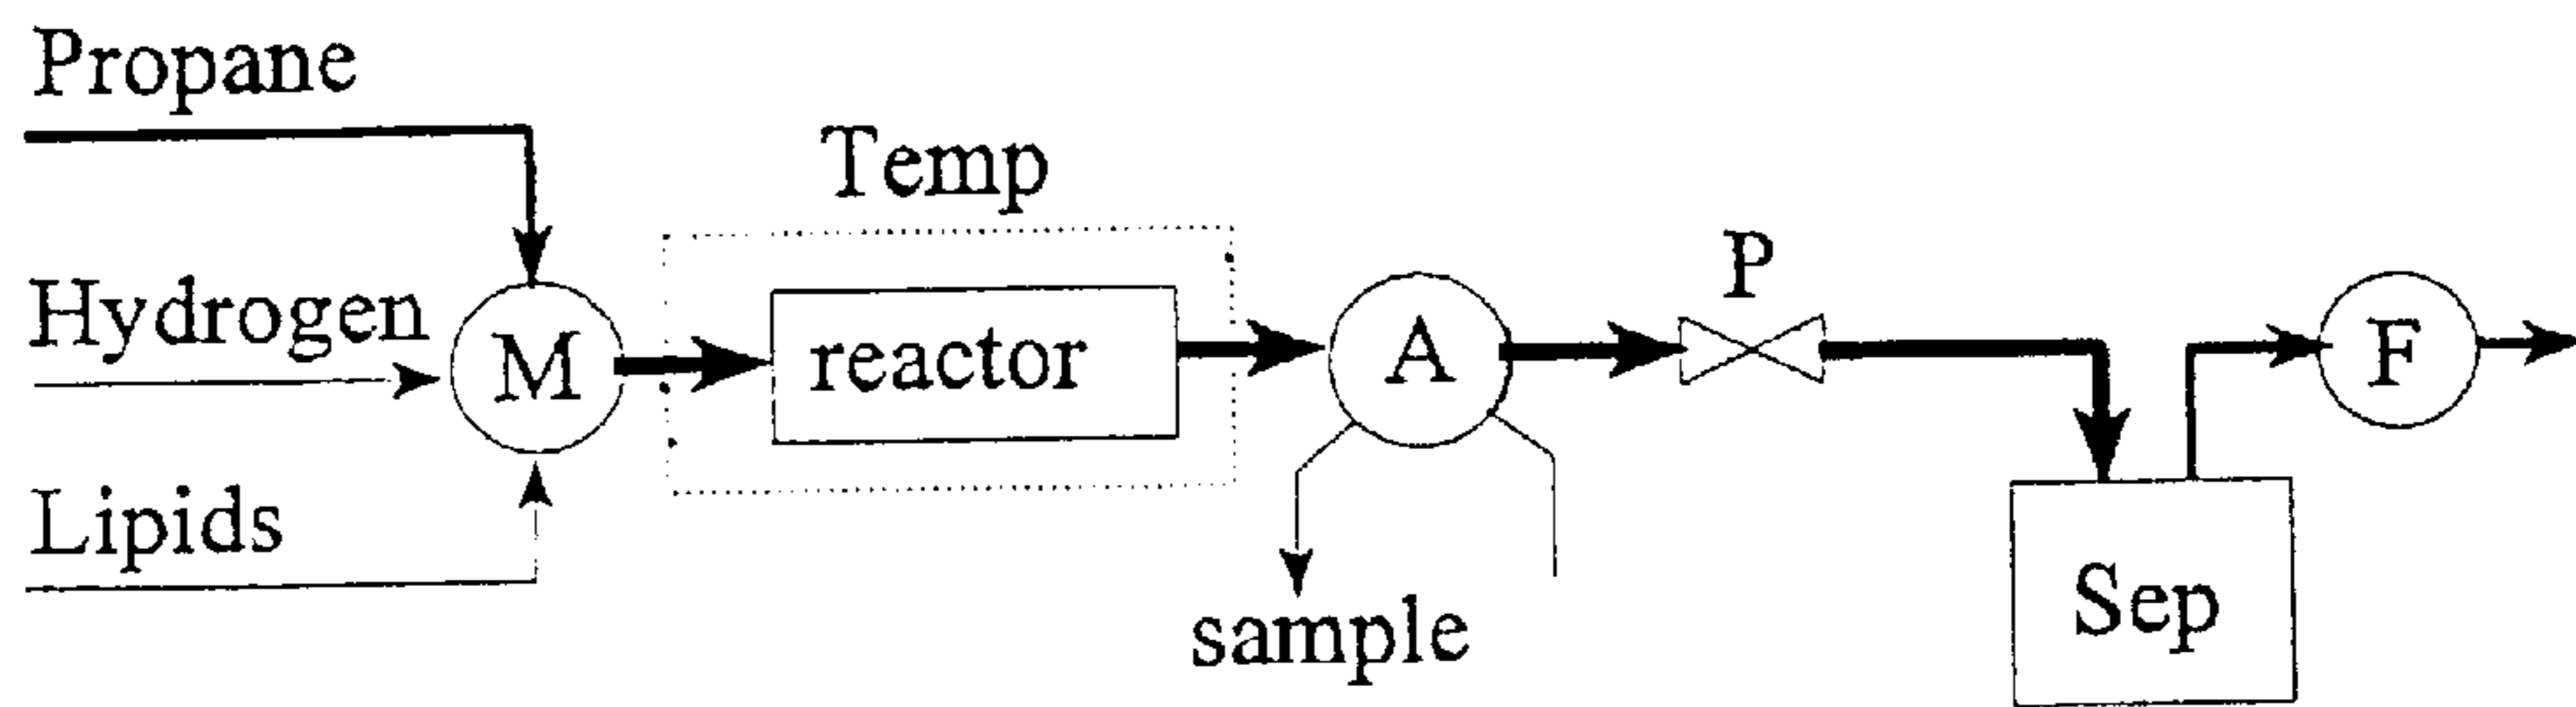 Propane
Temp
Hydrogen
M
reactor
A
P
F
Lipids
sample
Sep